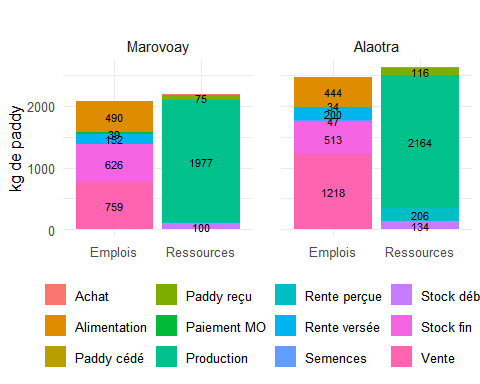 Marovoay
Alaotra
kg de paddy
2000
1000
0
490
39
152
626
759
75
1977
100
444
34
200
47
513
1218
116
2164
206
134
Emplois
Ressources
Emplois
Ressources
Achat
Paddy reçu
Rente perçue
Stock déb
Alimentation
Paiement MO
Rente versée
Stock fin
Paddy cédé
Production
Semences
Vente